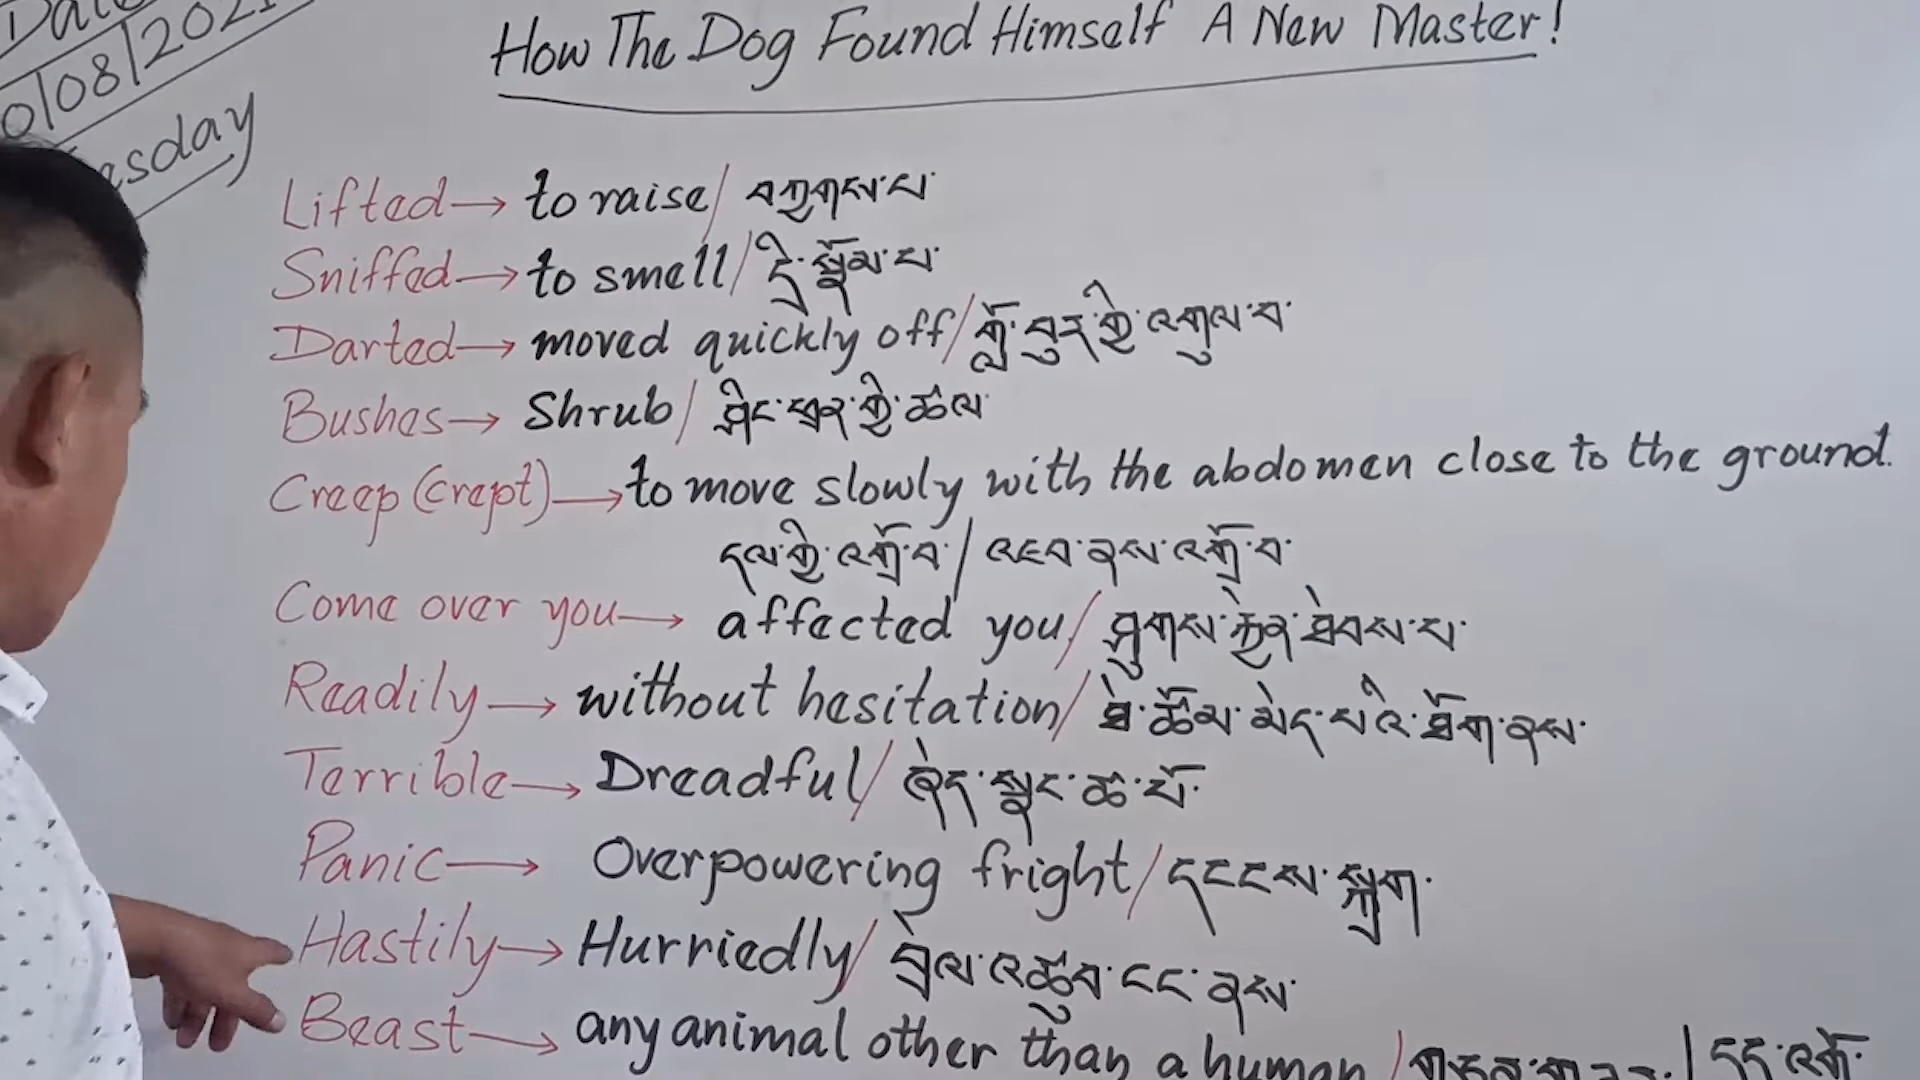 How The Dog Found Himself A New Master!
0/08/202
sday
Lifted → to raise / བཀྱགས་པ་
Sniffed → to smell / དྲི་སྣོམ་པ་
Darted → moved quickly off / གློ་བུར་གྱི་འགུལ་བ་
Bushes → Shrub / ཤིང་ཕྲན་གྱི་ཚལ་
Creep (crept) → to move slowly with the abdomen close to the ground.
དལ་གྱི་འགྲོ་བ་ / འཇབ་ནས་འགྲོ་བ་
Come over you → affected you / ཤུགས་རྐྱེན་ཐེབས་པ་
Readily → without hesitation / ཐེ་ཚོམ་མེད་པའི་ཐོག་ནས་
Terrible → Dreadful / ཞེད་སྣང་ཚ་པོ་
Panic → Overpowering fright / དངངས་སྐྲག་
Hastily → Hurriedly / བྲེལ་འཚུབ་ངང་ནས་
Beast → any animal other than a human / དུད་འགྲོ་